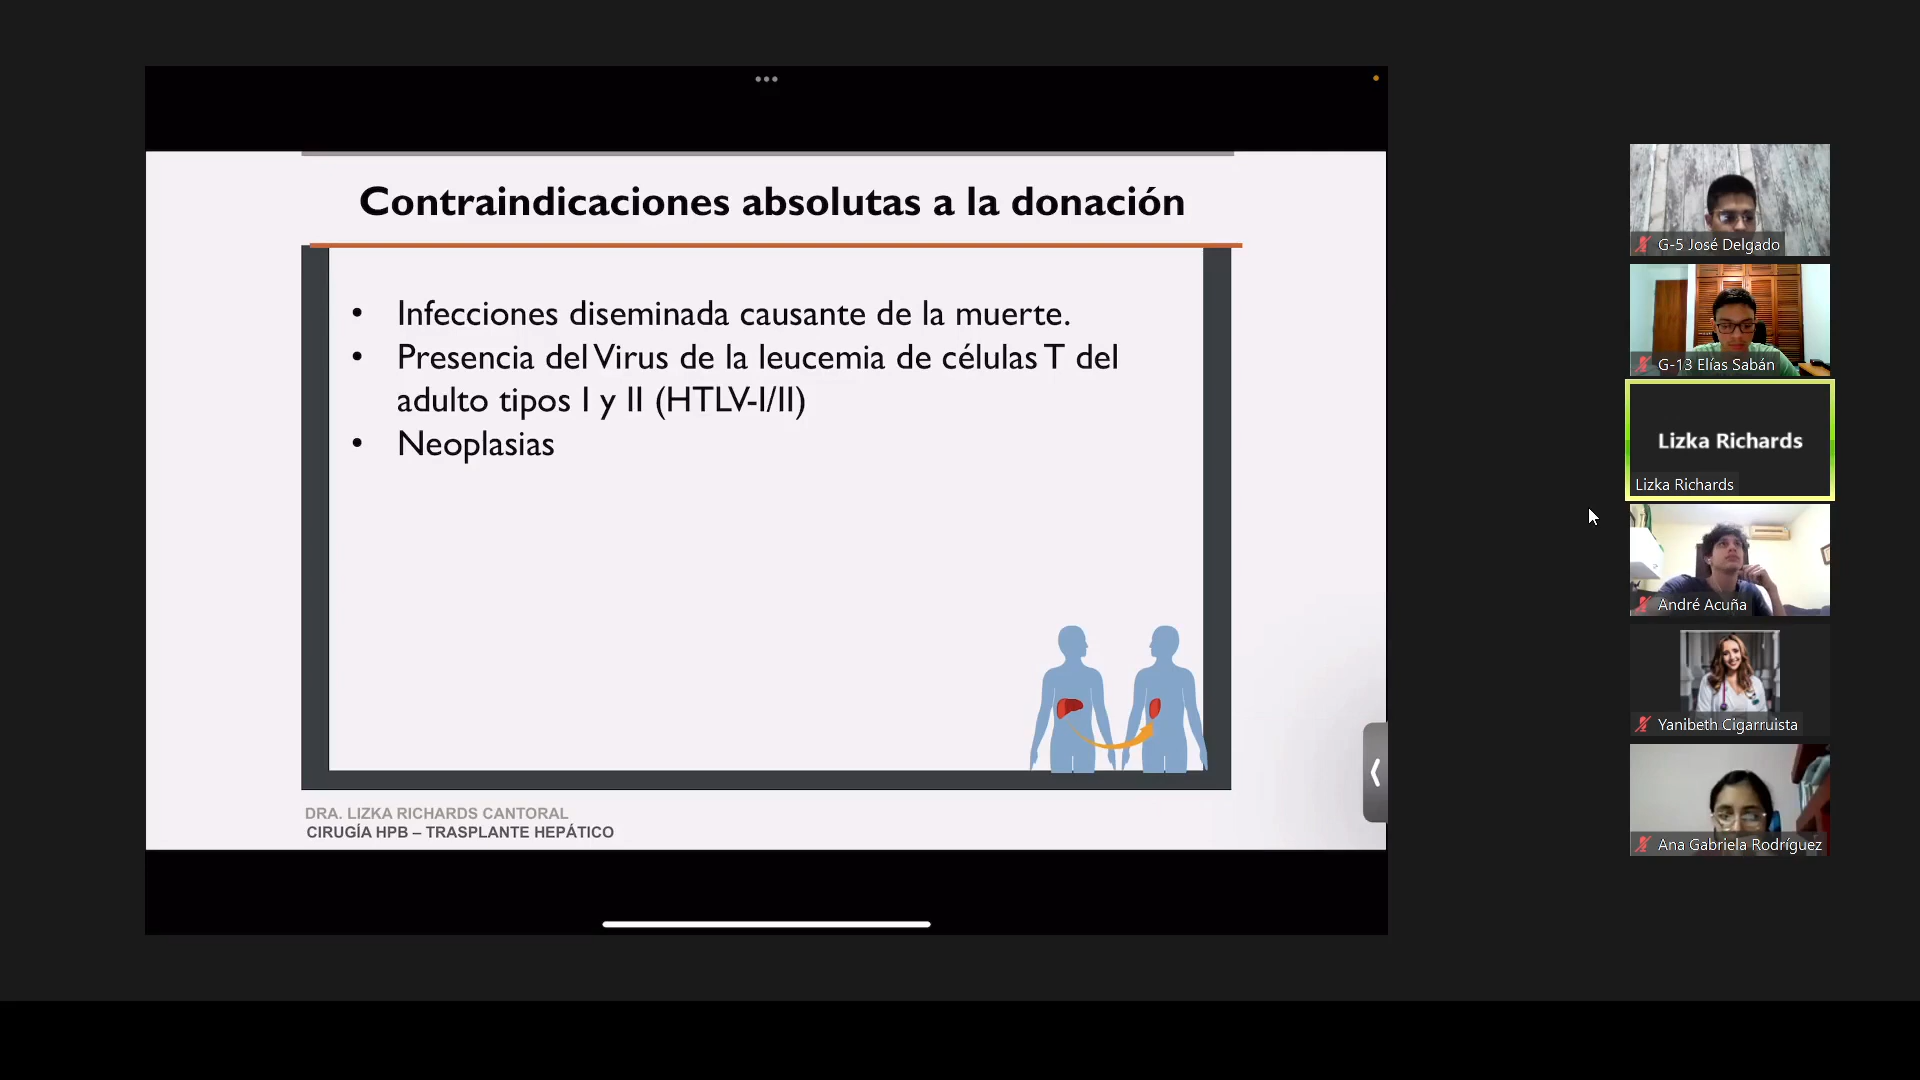 Contraindicaciones absolutas a la donación
• Infecciones diseminada causante de la muerte.
• Presencia del Virus de la leucemia de células T del
adulto tipos I y II (HTLV-I/II)
• Neoplasias
DRA. LIZKA RICHARDS CANTORAL
CIRUGÍA HPB – TRASPLANTE HEPÁTICO
G-5 José Delgado
G-13 Elías Sabán
Lizka Richards
Lizka Richards
André Acuña
Yanibeth Cigarruista
Ana Gabriela Rodríguez